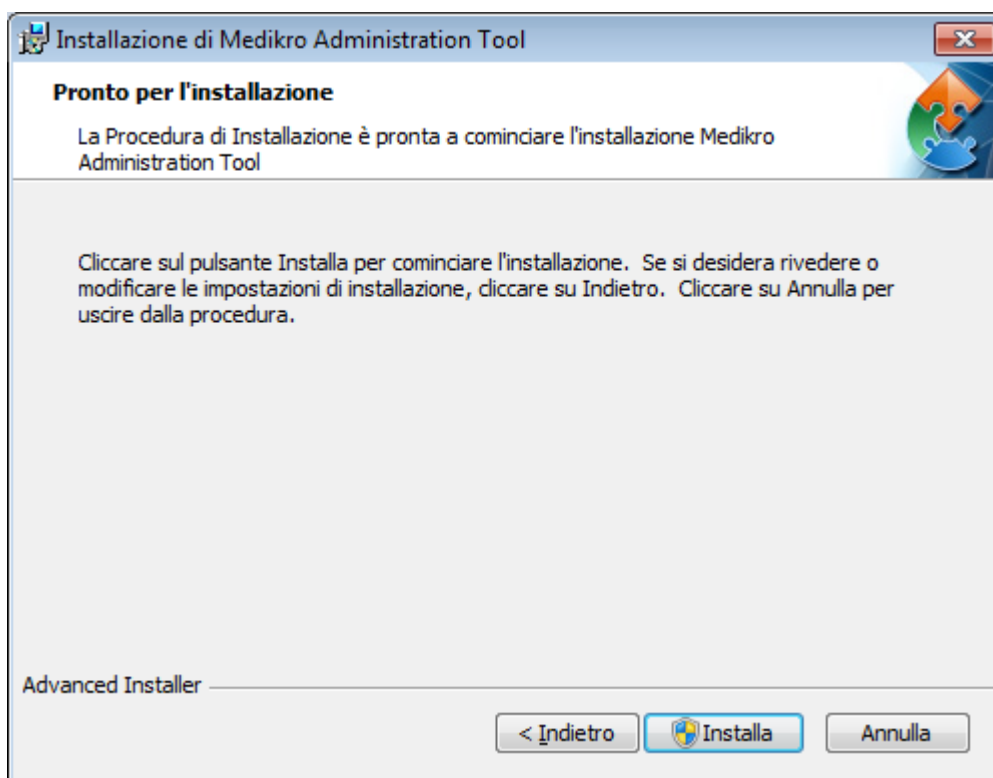 Installazione di Medikro Administration Tool
Pronto per l'installazione
La Procedura di Installazione è pronta a cominciare l'installazione Medikro
Administration Tool
Cliccare sul pulsante Installa per cominciare l'installazione.  Se si desidera rivedere o
modificare le impostazioni di installazione, cliccare su Indietro.  Cliccare su Annulla per
uscire dalla procedura.
Advanced Installer
< Indietro
Installa
Annulla